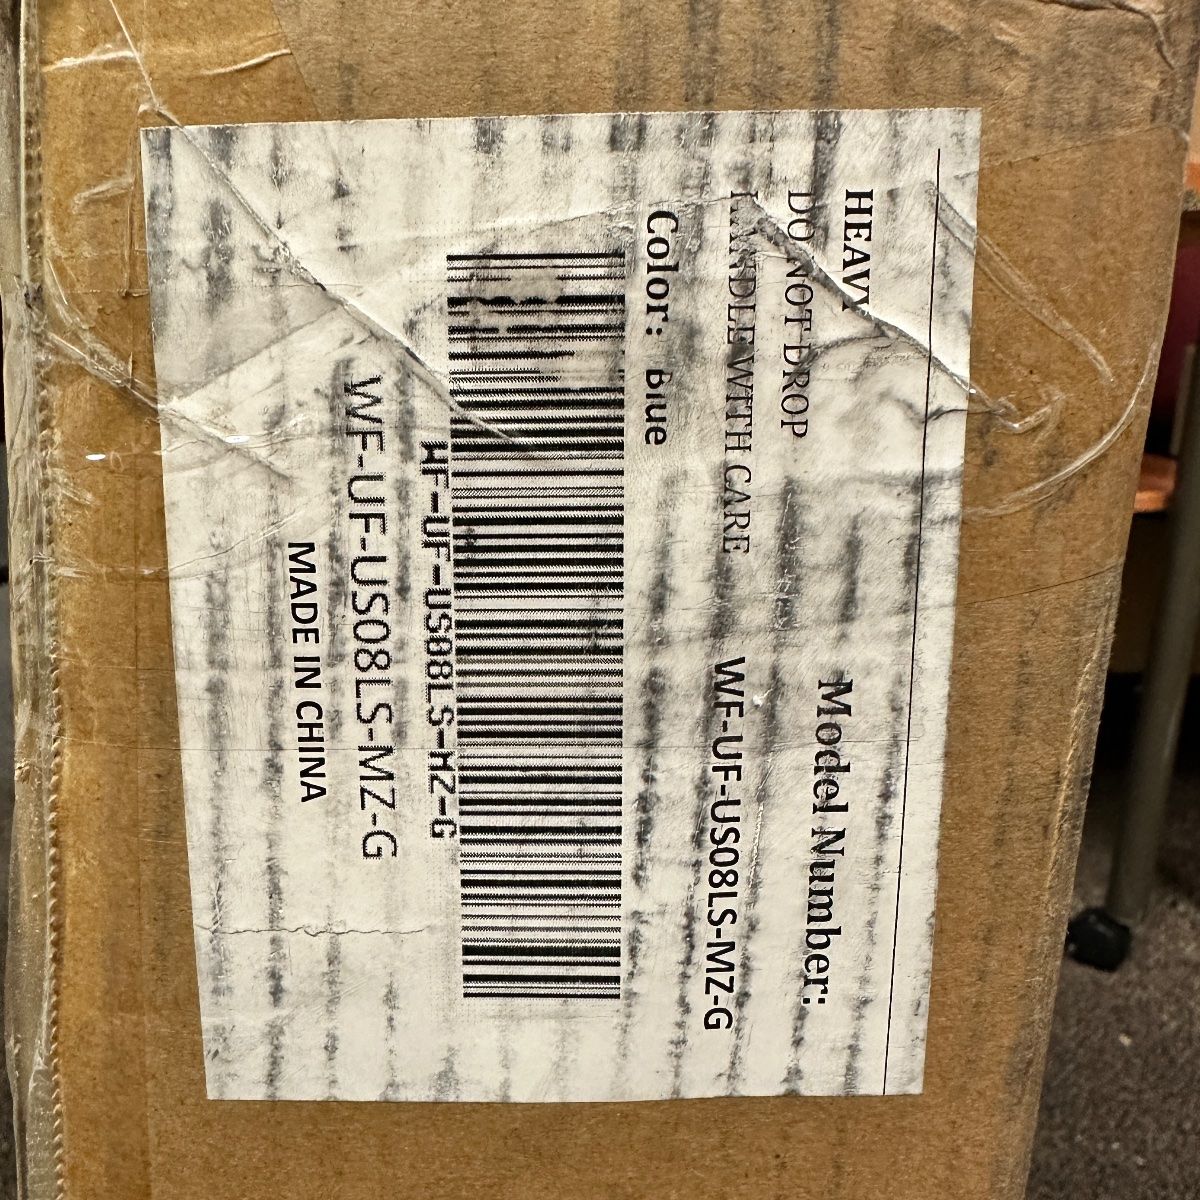 HEAVY
DO NOT DROP
HANDLE WITH CARE
Model Number:
WF-UF-US08LS-MZ-G
Color: Blue
WF-UF-US08LS-MZ-G
WF-UF-US08LS-MZ-G
MADE IN CHINA